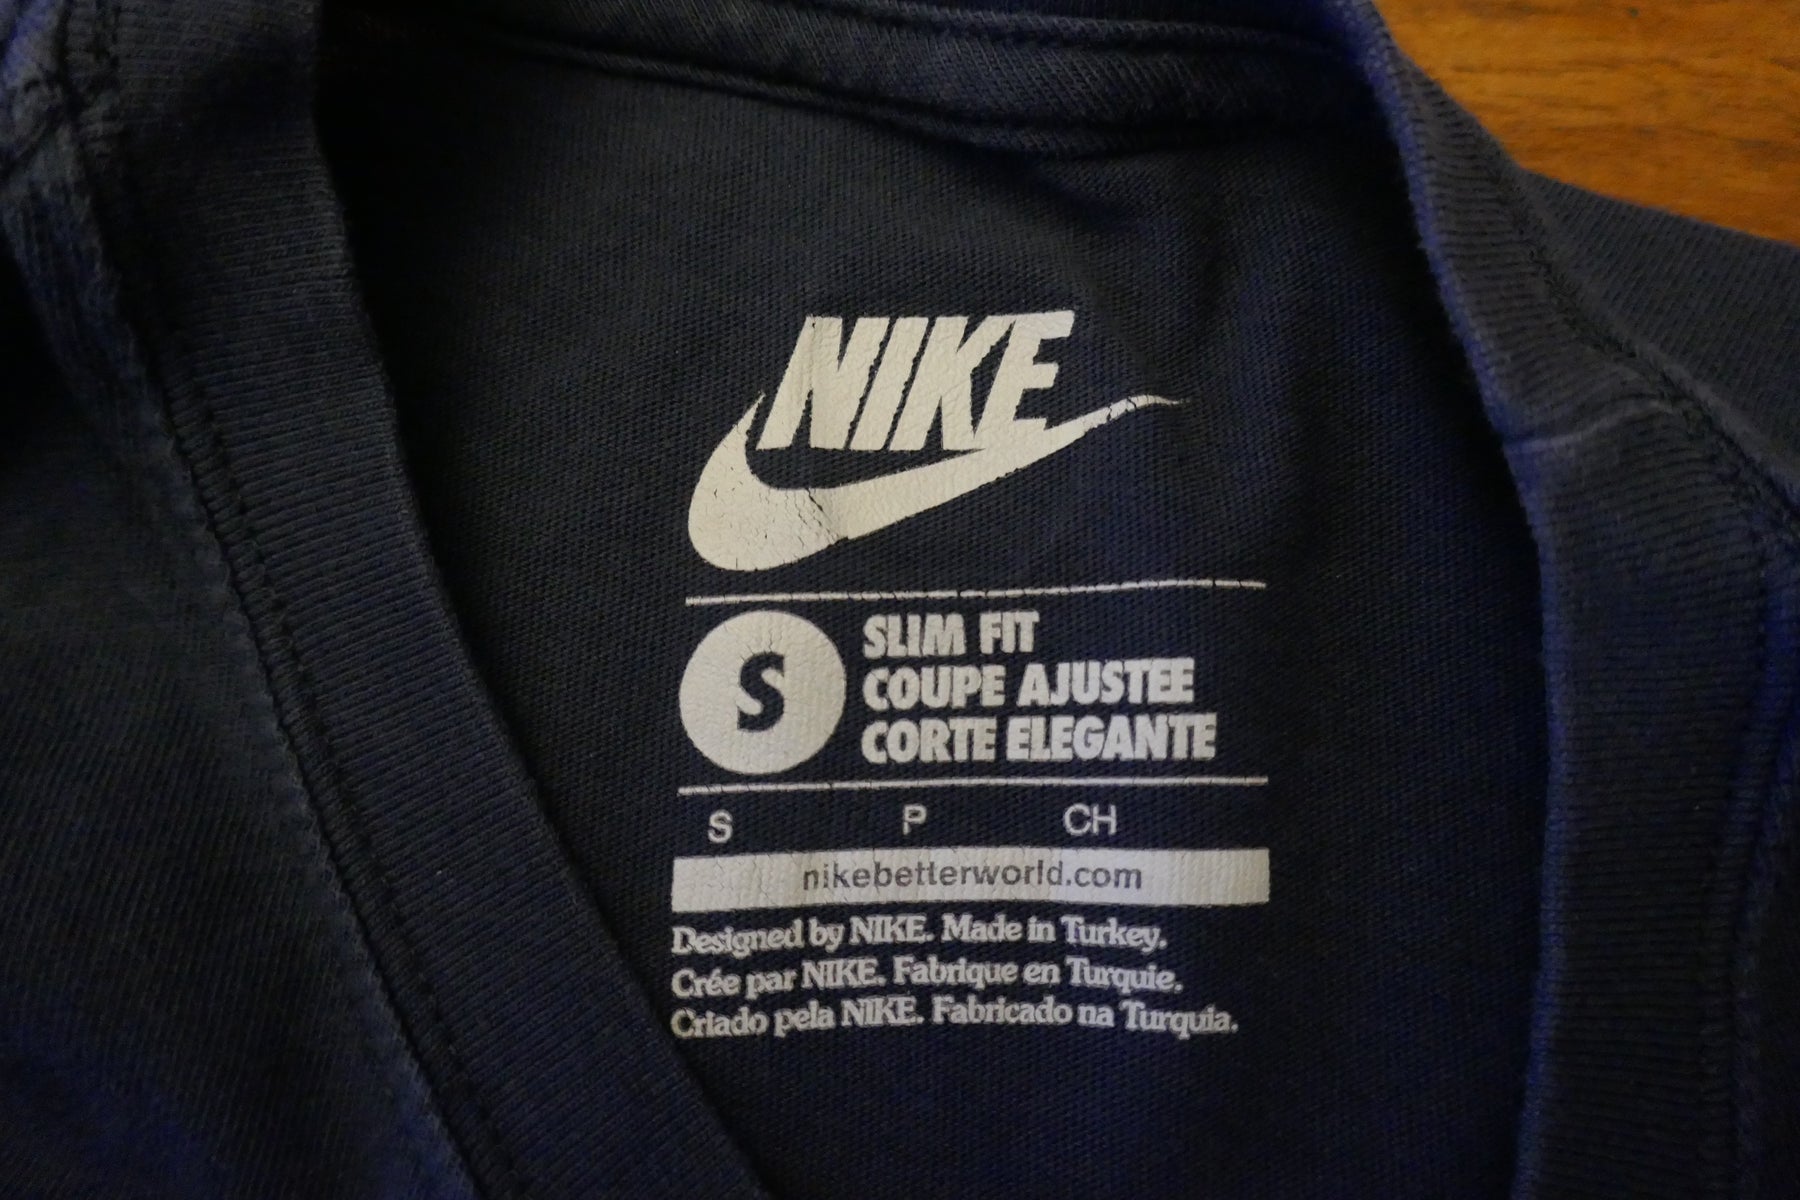 NIKE
S
SLIM FIT
COUPE AJUSTEE
CORTE ELEGANTE
S P CH
nikebetterworld.com
Designed by NIKE. Made in Turkey.
Crée par NIKE. Fabrique en Turquie.
Criado pela NIKE. Fabricado na Turquia.